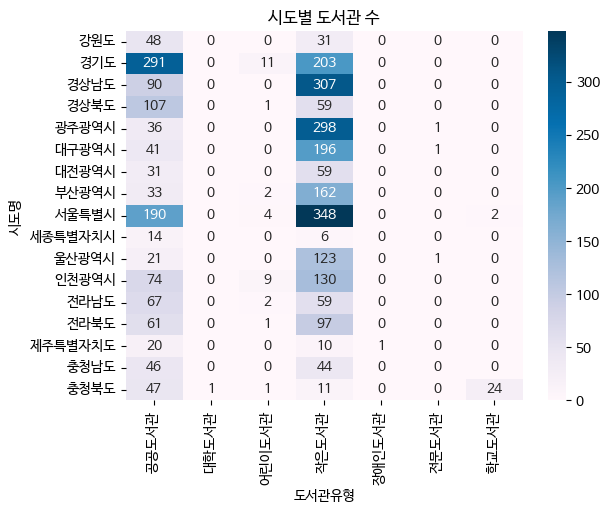 시도별 도서관 수
시도명
강원도 48 0 0 31 0 0 0
경기도 291 0 11 203 0 0 0
경상남도 90 0 0 307 0 0 0
경상북도 107 0 1 59 0 0 0
광주광역시 36 0 0 298 0 1 0
대구광역시 41 0 0 196 0 1 0
대전광역시 31 0 0 59 0 0 0
부산광역시 33 0 2 162 0 0 0
서울특별시 190 0 4 348 0 0 2
세종특별자치시 14 0 0 6 0 0 0
울산광역시 21 0 0 123 0 1 0
인천광역시 74 0 9 130 0 0 0
전라남도 67 0 2 59 0 0 0
전라북도 61 0 1 97 0 0 0
제주특별자치도 20 0 0 10 1 0 0
충청남도 46 0 0 44 0 0 0
충청북도 47 1 1 11 0 0 24
공공도서관 대학도서관 어린이도서관 작은도서관 장애인도서관 전문도서관 학교도서관
도서관유형
300
250
200
150
100
50
0